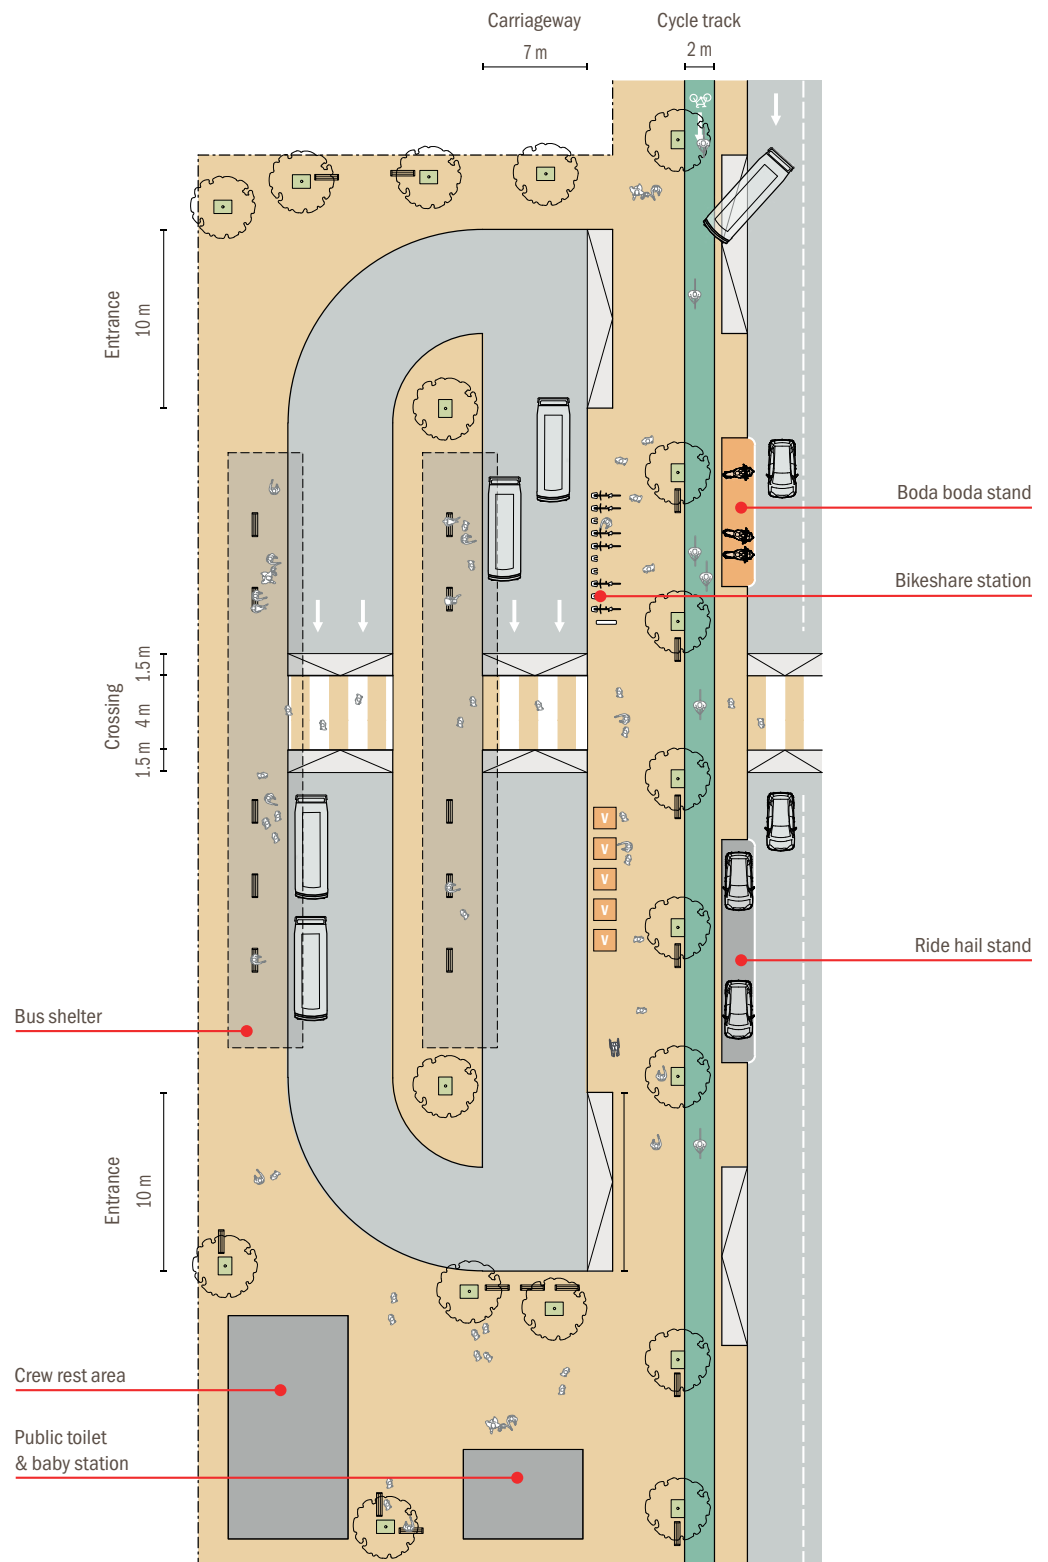 Carriageway
7 m
Cycle track
2 m
Entrance
10 m
Boda boda stand
Bikeshare station
1.5 m
Crossing
4 m
1.5 m
V
V
V
V
V
Ride hail stand
Bus shelter
Entrance
10 m
Crew rest area
Public toilet
& baby station